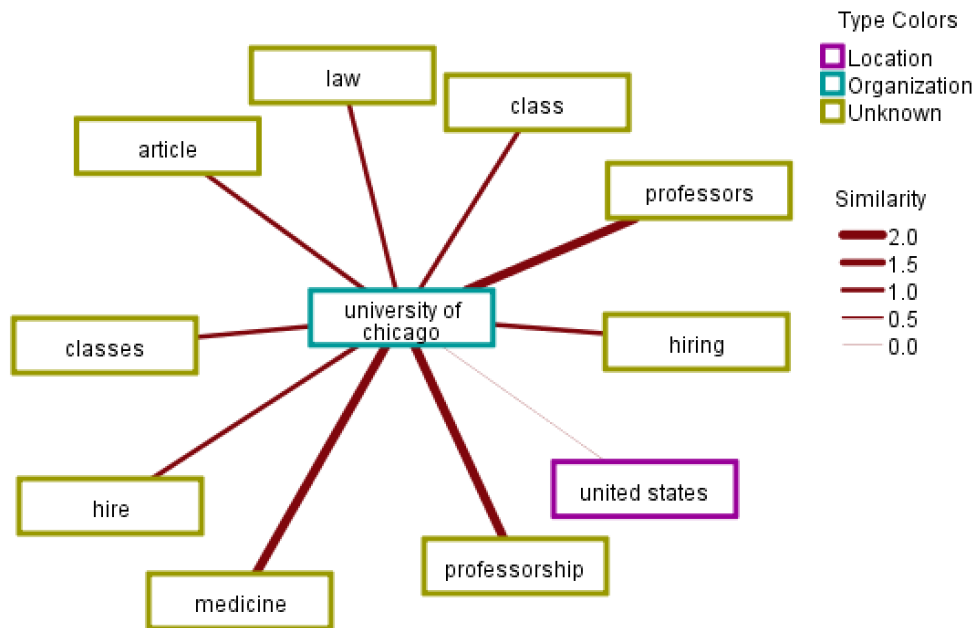 Type Colors
Location
Organization
Unknown
law
class
article
professors
Similarity
2.0
1.5
1.0
0.5
0.0
university of
chicago
classes
hiring
united states
hire
professorship
medicine